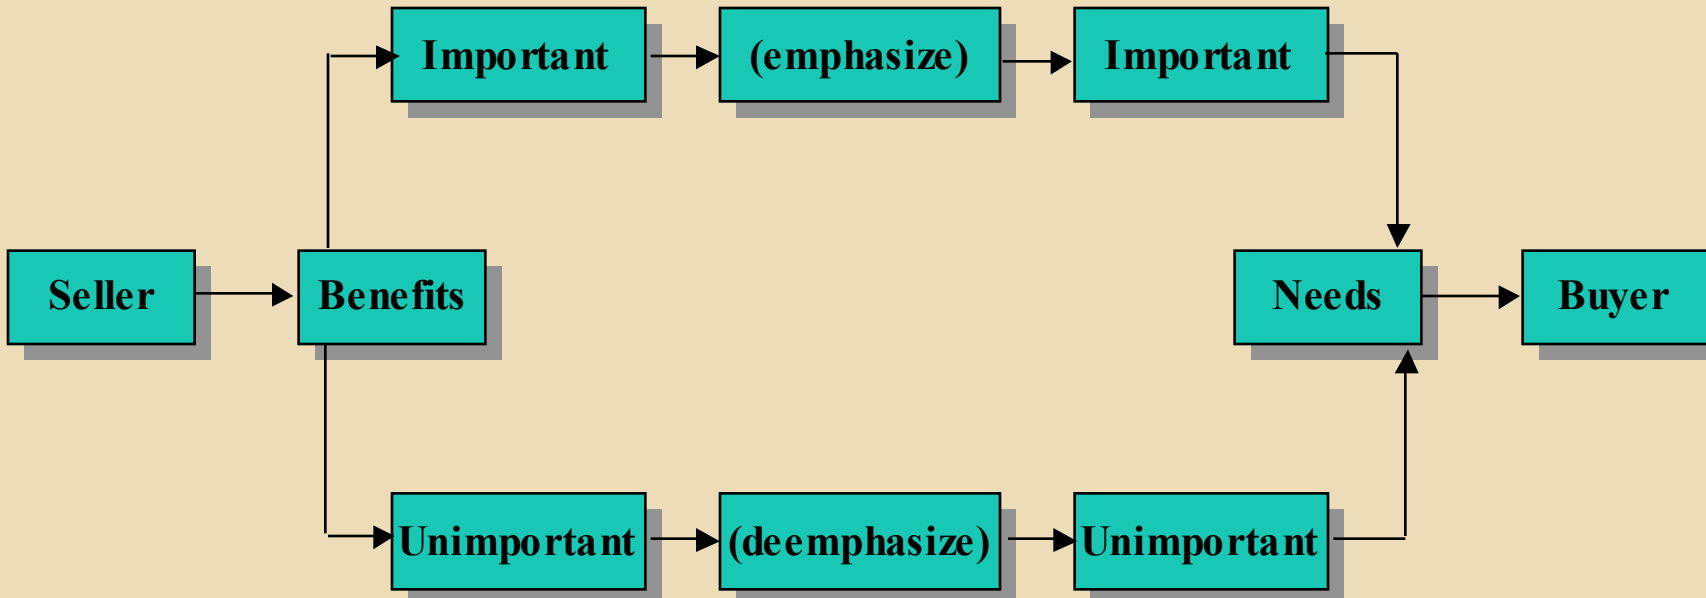 Important
(emphasize)
Important
Seller
Benefits
Needs
Buyer
Unimportant
(deemphasize)
Unimportant